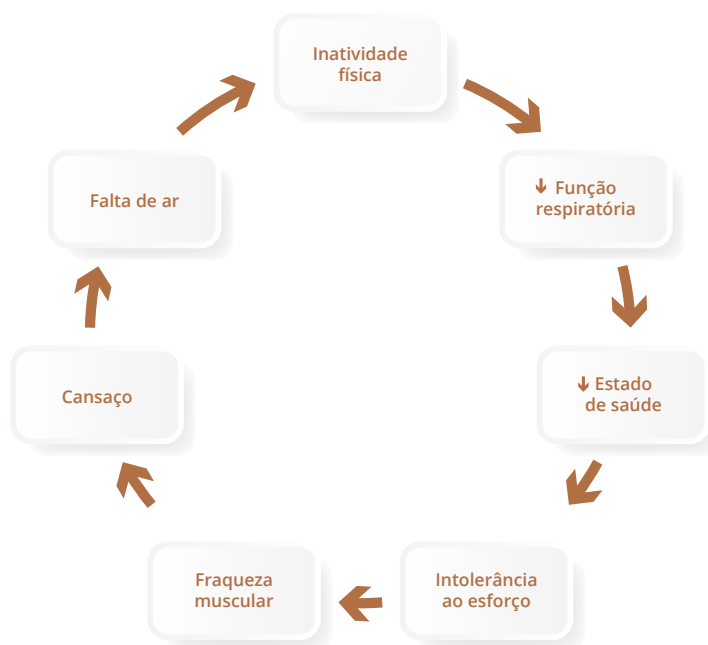 Inatividade
física
↓ Função
respiratória
↓ Estado
de saúde
Intolerância
ao esforço
Fraqueza
muscular
Cansaço
Falta de ar